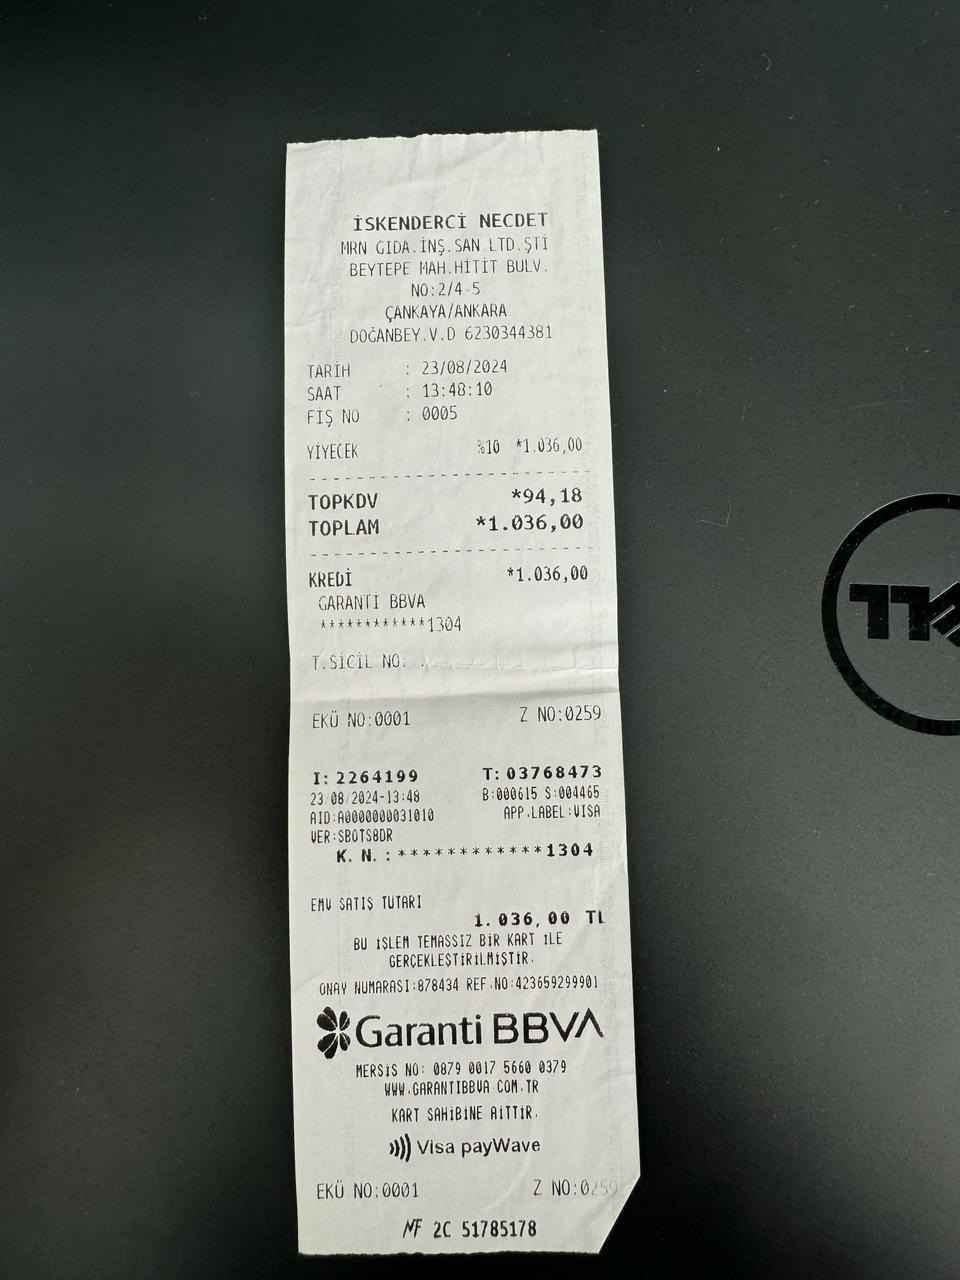 İSKENDERCİ NECDET
MRN GIDA.İNŞ.SAN LTD.ŞTİ
BEYTEPE MAH.HİTİT BULV.
NO:2/4-5
ÇANKAYA/ANKARA
DOĞANBEY.V.D 6230344381
TARİH : 23/08/2024
SAAT : 13:48:10
FİŞ NO : 0005
YİYECEK %10 *1.036,00
TOPKDV *94,18
TOPLAM *1.036,00
KREDİ *1.036,00
GARANTİ BBVA
************1304
T.SİCİL NO:
EKÜ NO:0001 Z NO:0259
I: 2264199 T: 03768473
23/08/2024-13:48 B:000615 S:004465
AID:A0000000031010 APP.LABEL:VISA
VER:SBOTS8DR
K. N. : ************1304
EMV SATIŞ TUTARI
1.036,00 TL
BU İŞLEM TEMASSIZ BİR KART İLE
GERÇEKLEŞTİRİLMİŞTİR.
ONAY NUMARASI:878434 REF.NO:423659299901
Garanti BBVA
MERSİS NO: 0879 0017 5660 0379
WWW.GARANTIBBVA.COM.TR
KART SAHİBİNE AİTTİR.
Visa payWave
EKÜ NO:0001 Z NO:0259
MF 2C 51785178